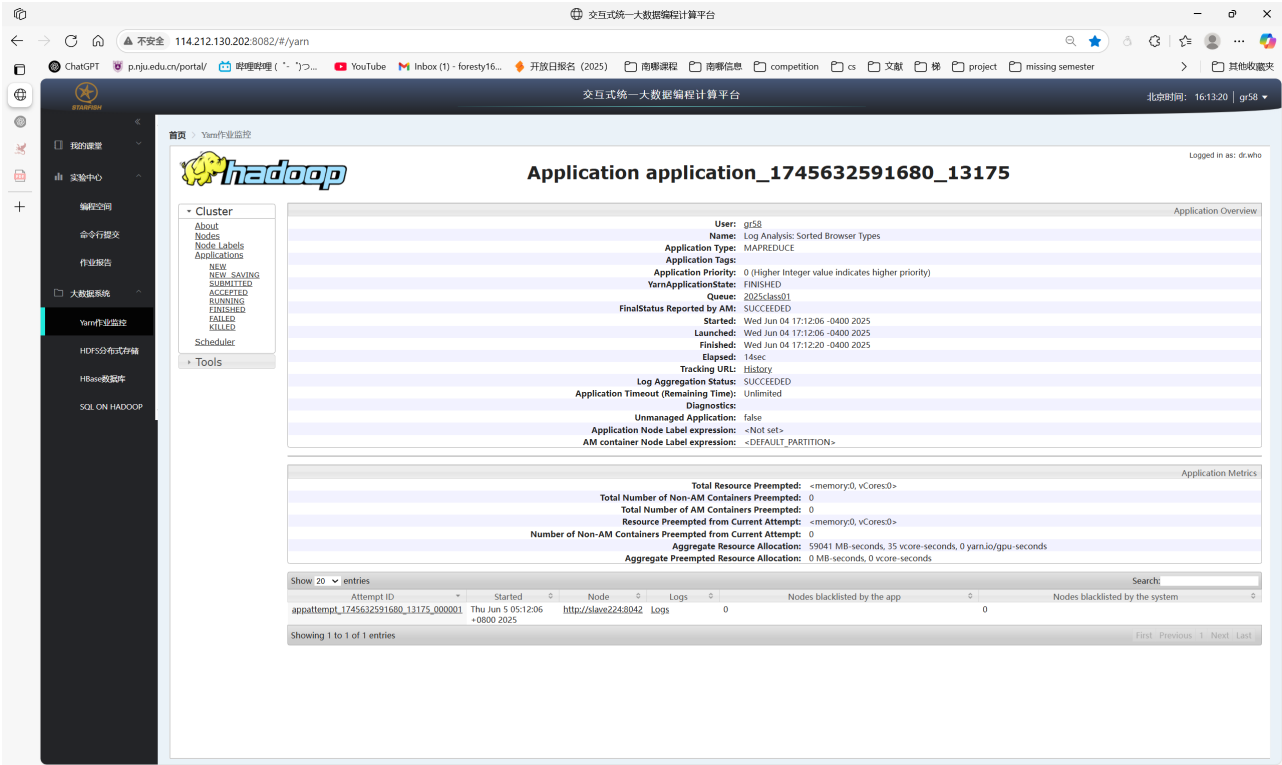 交互式统一大数据编程计算平台
不安全 114.212.130.202:8082/#/yarn
ChatGPT p.nju.edu.cn/portal/ 哔哩哔哩 ( ゜- ゜)つ... YouTube Inbox (1) - foresty16... 开放日报名 (2025) 南哪课程 南哪信息 competition cs 文献 梯 project missing semester 其他收藏夹
STARFISH
交互式统一大数据编程计算平台
北京时间: 16:13:20 gr58
我的课堂
实验中心
编程空间
命令行提交
作业报告
大数据系统
Yarn作业监控
HDFS分布式存储
HBase数据库
SQL ON HADOOP
首页 > Yarn作业监控
Logged in as: dr.who
hadoop
Application application_1745632591680_13175
Cluster
About
Nodes
Node Labels
Applications
NEW
NEW_SAVING
SUBMITTED
ACCEPTED
RUNNING
FINISHED
FAILED
KILLED
Scheduler
Tools
Application Overview
User: gr58
Name: Log Analysis: Sorted Browser Types
Application Type: MAPREDUCE
Application Tags:
Application Priority: 0 (Higher Integer value indicates higher priority)
YarnApplicationState: FINISHED
Queue: 2025class01
FinalStatus Reported by AM: SUCCEEDED
Started: Wed Jun 04 17:12:06 -0400 2025
Launched: Wed Jun 04 17:12:06 -0400 2025
Finished: Wed Jun 04 17:12:20 -0400 2025
Elapsed: 14sec
Tracking URL: History
Log Aggregation Status: SUCCEEDED
Application Timeout (Remaining Time): Unlimited
Diagnostics:
Unmanaged Application: false
Application Node Label expression: <Not set>
AM container Node Label expression: <DEFAULT_PARTITION>
Application Metrics
Total Resource Preempted: <memory:0, vCores:0>
Total Number of Non-AM Containers Preempted: 0
Total Number of AM Containers Preempted: 0
Resource Preempted from Current Attempt: <memory:0, vCores:0>
Number of Non-AM Containers Preempted from Current Attempt: 0
Aggregate Resource Allocation: 59041 MB-seconds, 35 vcore-seconds, 0 yarn.io/gpu-seconds
Aggregate Preempted Resource Allocation: 0 MB-seconds, 0 vcore-seconds
Show 20 entries Search:
Attempt ID Started Node Logs Nodes blacklisted by the app Nodes blacklisted by the system
appattempt_1745632591680_13175_000001 Thu Jun 5 05:12:06 http://slave224:8042 Logs 0 0
+0800 2025
Showing 1 to 1 of 1 entries First Previous 1 Next Last